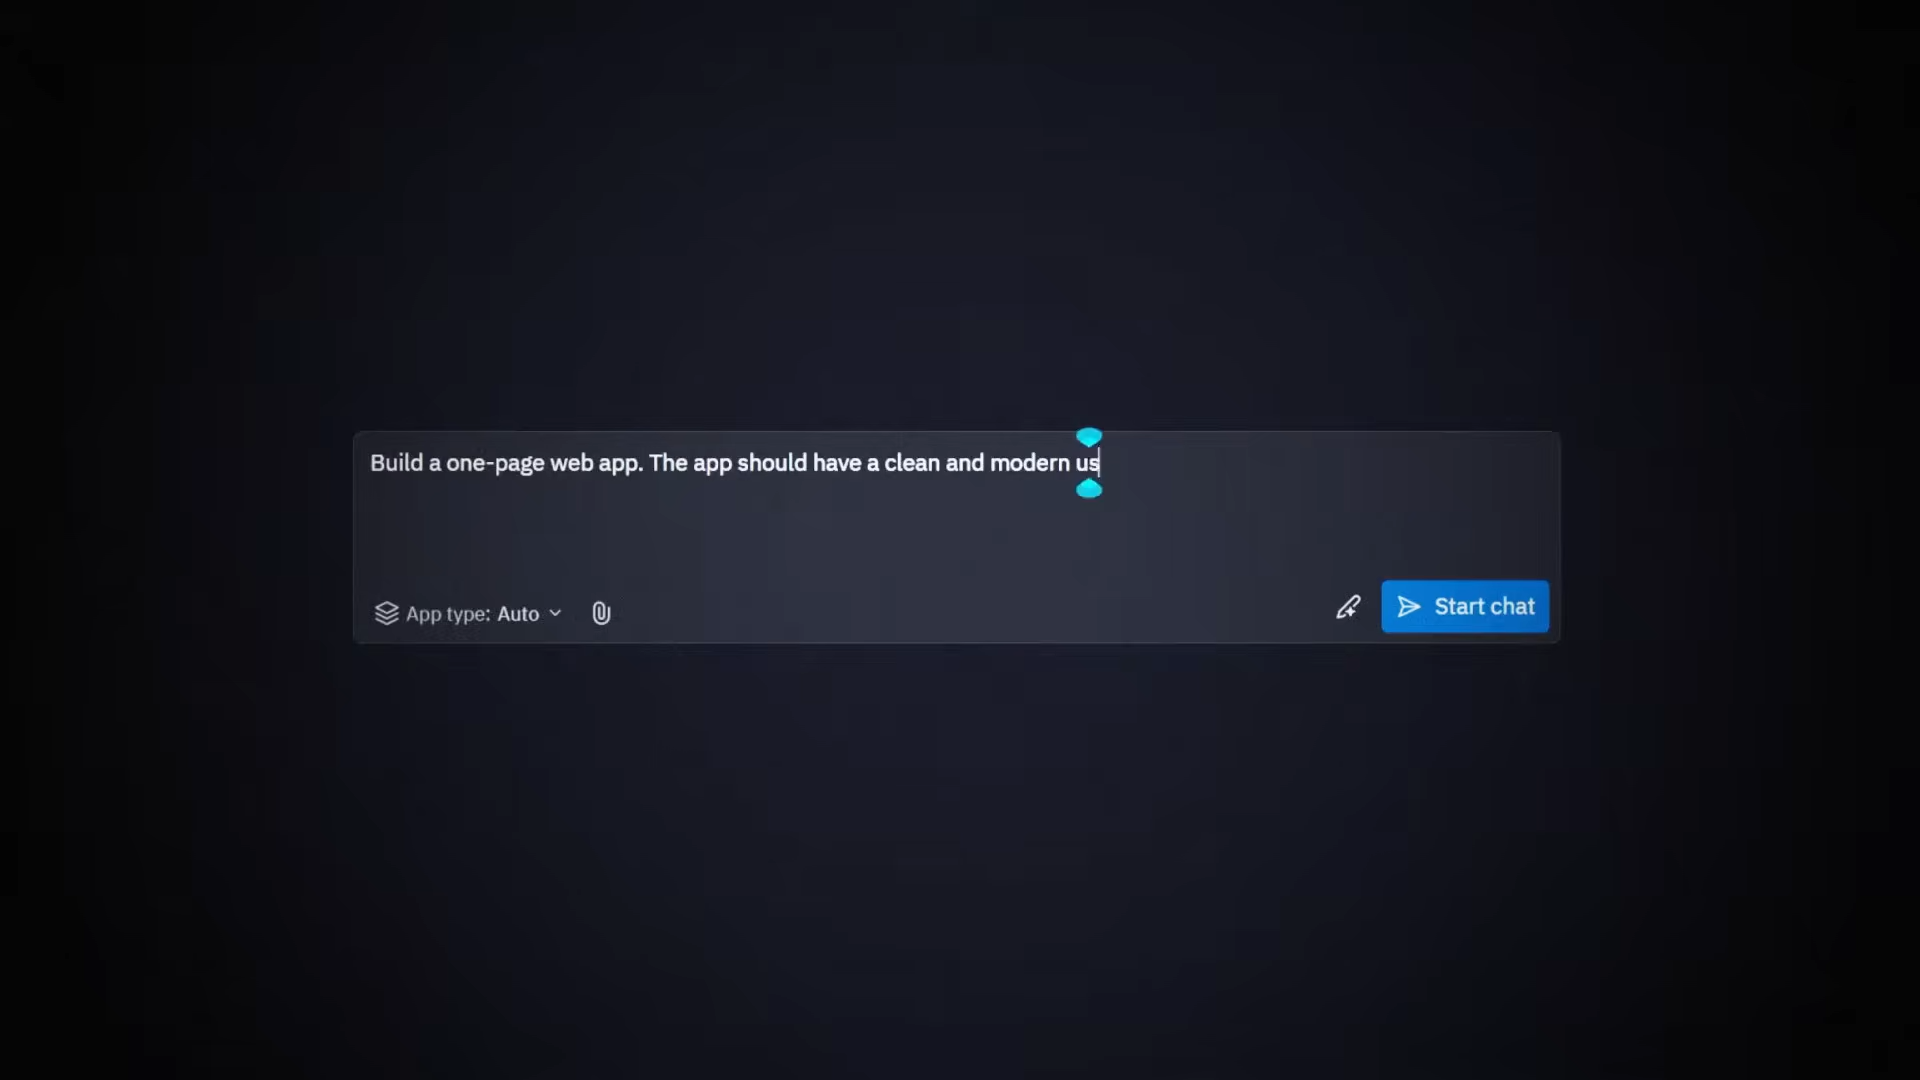 Build a one-page web app. The app should have a clean and modern us
App type: Auto
Start chat